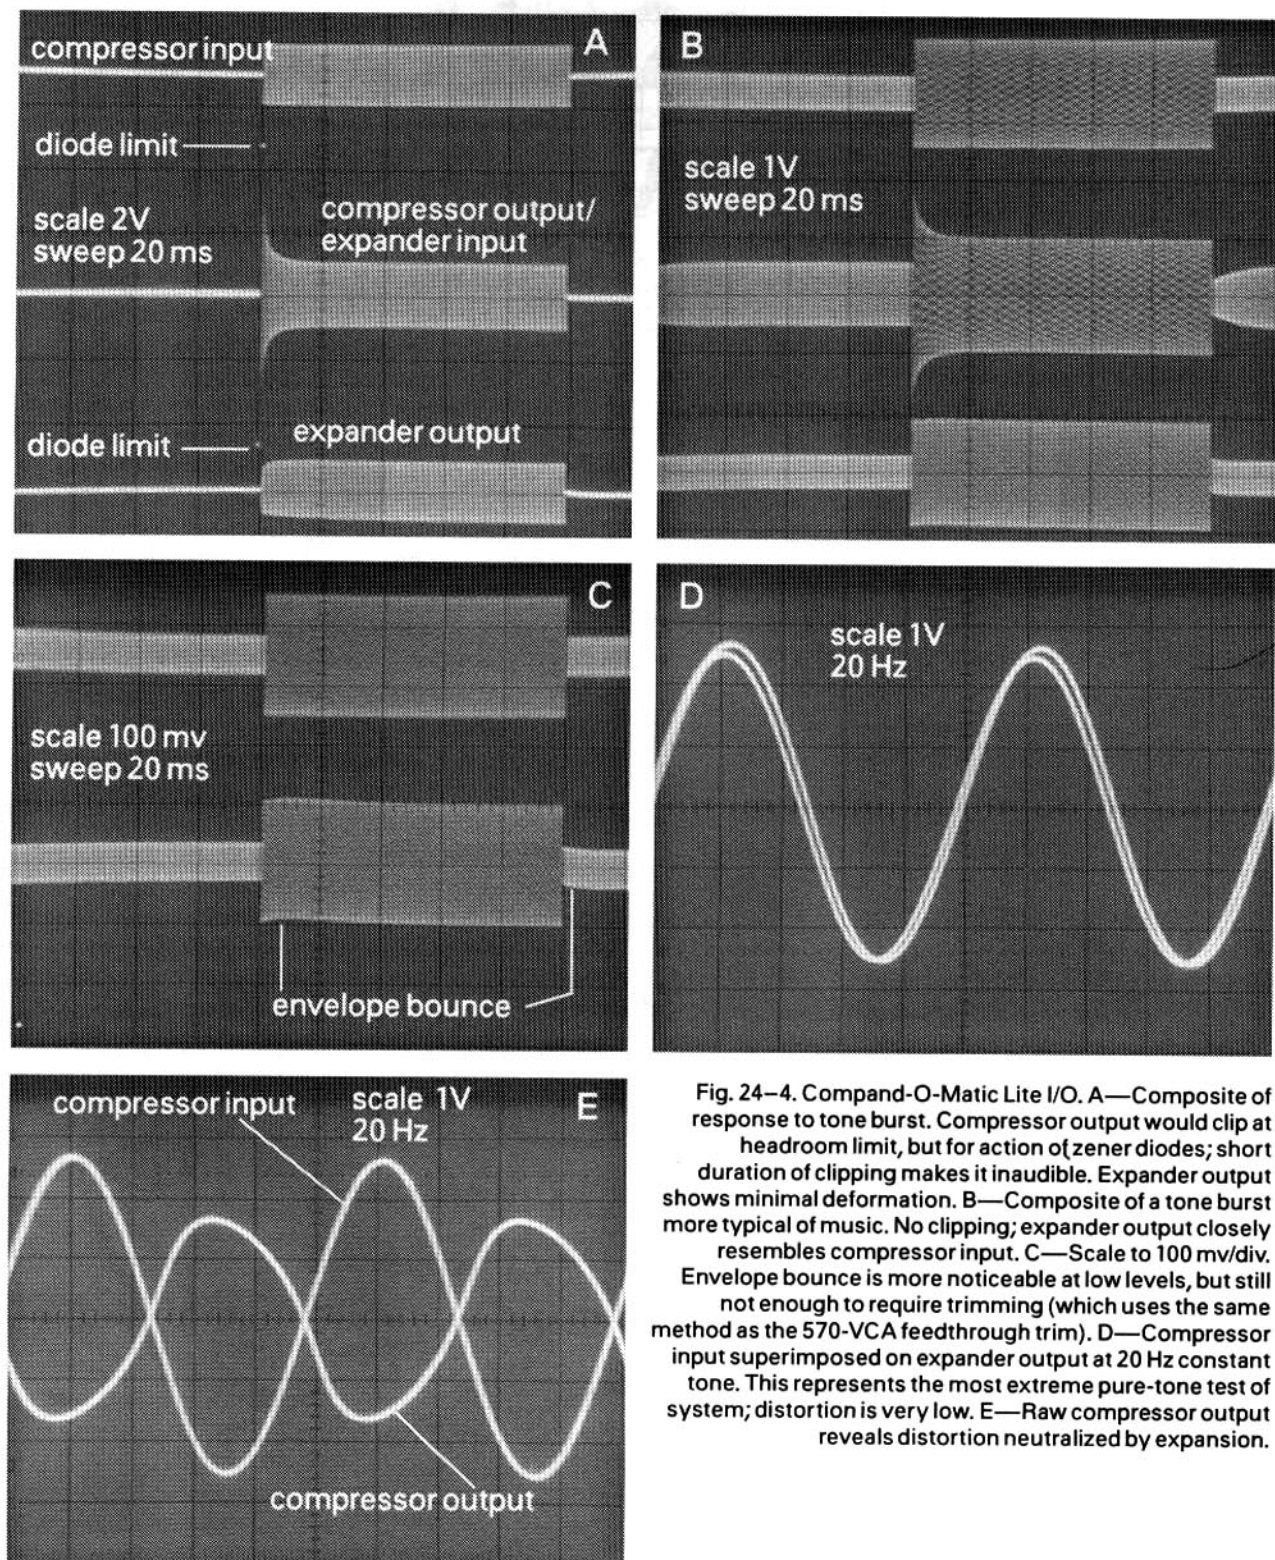 compressor input
A
diode limit
scale 2V
sweep 20 ms
compressor output/
expander input
diode limit
expander output
B
scale 1V
sweep 20 ms
C
scale 100 mv
sweep 20 ms
envelope bounce
D
scale 1V
20 Hz
compressor input
scale 1V
20 Hz
E
compressor output
Fig. 24–4. Compand-O-Matic Lite I/O. A—Composite of
response to tone burst. Compressor output would clip at
headroom limit, but for action of zener diodes; short
duration of clipping makes it inaudible. Expander output
shows minimal deformation. B—Composite of a tone burst
more typical of music. No clipping; expander output closely
resembles compressor input. C—Scale to 100 mv/div.
Envelope bounce is more noticeable at low levels, but still
not enough to require trimming (which uses the same
method as the 570-VCA feedthrough trim). D—Compressor
input superimposed on expander output at 20 Hz constant
tone. This represents the most extreme pure-tone test of
system; distortion is very low. E—Raw compressor output
reveals distortion neutralized by expansion.